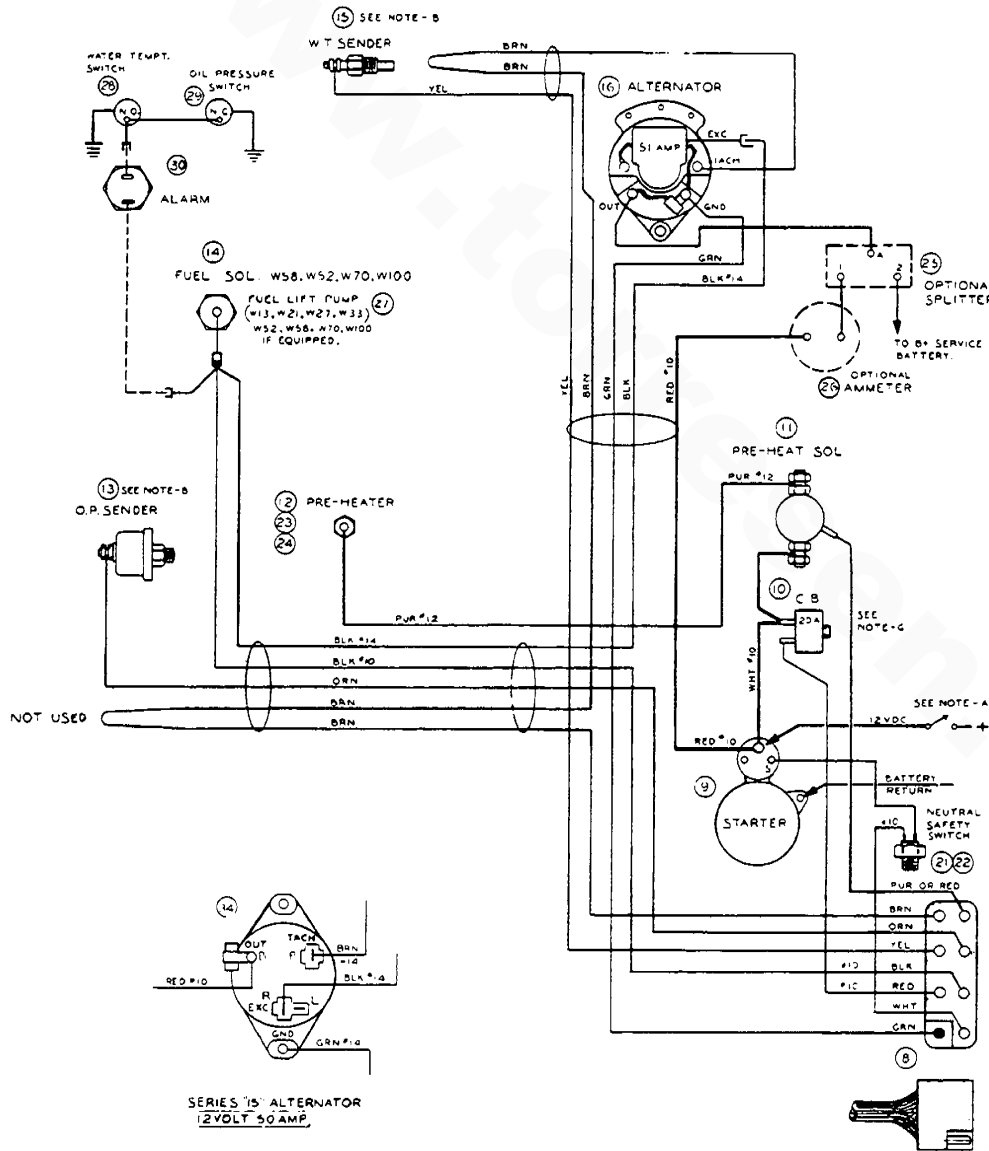 15 SEE NOTE - B
W T SENDER
BRN
BRN
YEL
WATER TEMPT.
SWITCH
28
OIL PRESSURE
SWITCH
29
N.O.
N.C.
30
ALARM
16 ALTERNATOR
51 AMP
EXC
TACH
OUT
GND
GRN
BLK #14
14
FUEL SOL. W58, W52, W70, W100
FUEL LIFT PUMP
(W13, W21, W27, W33)
27
W52, W58, W70, W100
IF EQUIPPED.
1
A
2
25
OPTIONA
SPLITTER
TO B+ SERVICE
BATTERY.
OPTIONAL
26 AMMETER
YEL
BRN
GRN
BLK
RED #10
11
PRE-HEAT SOL
PUR #12
13 SEE NOTE-B
O.P. SENDER
12 PRE-HEATER
23
24
10
C B
20A
SEE
NOTE-C
PUR #12
BLK #14
BLK #10
ORN
BRN
BRN
NOT USED
WHT #10
RED #10
SEE NOTE-A
12 VDC
9
S
STARTER
BATTERY
RETURN
#10
NEUTRAL
SAFETY
SWITCH
21 22
PUR OR RED
BRN
ORN
YEL
#10 BLK
#10 RED
WHT
GRN
8
34
OUT
TACH
BRN
#14
BLK #14
RED #10
R
EXC
L
GND
GRN #14
SERIES "15" ALTERNATOR
12 VOLT 50 AMP.
www.torresen